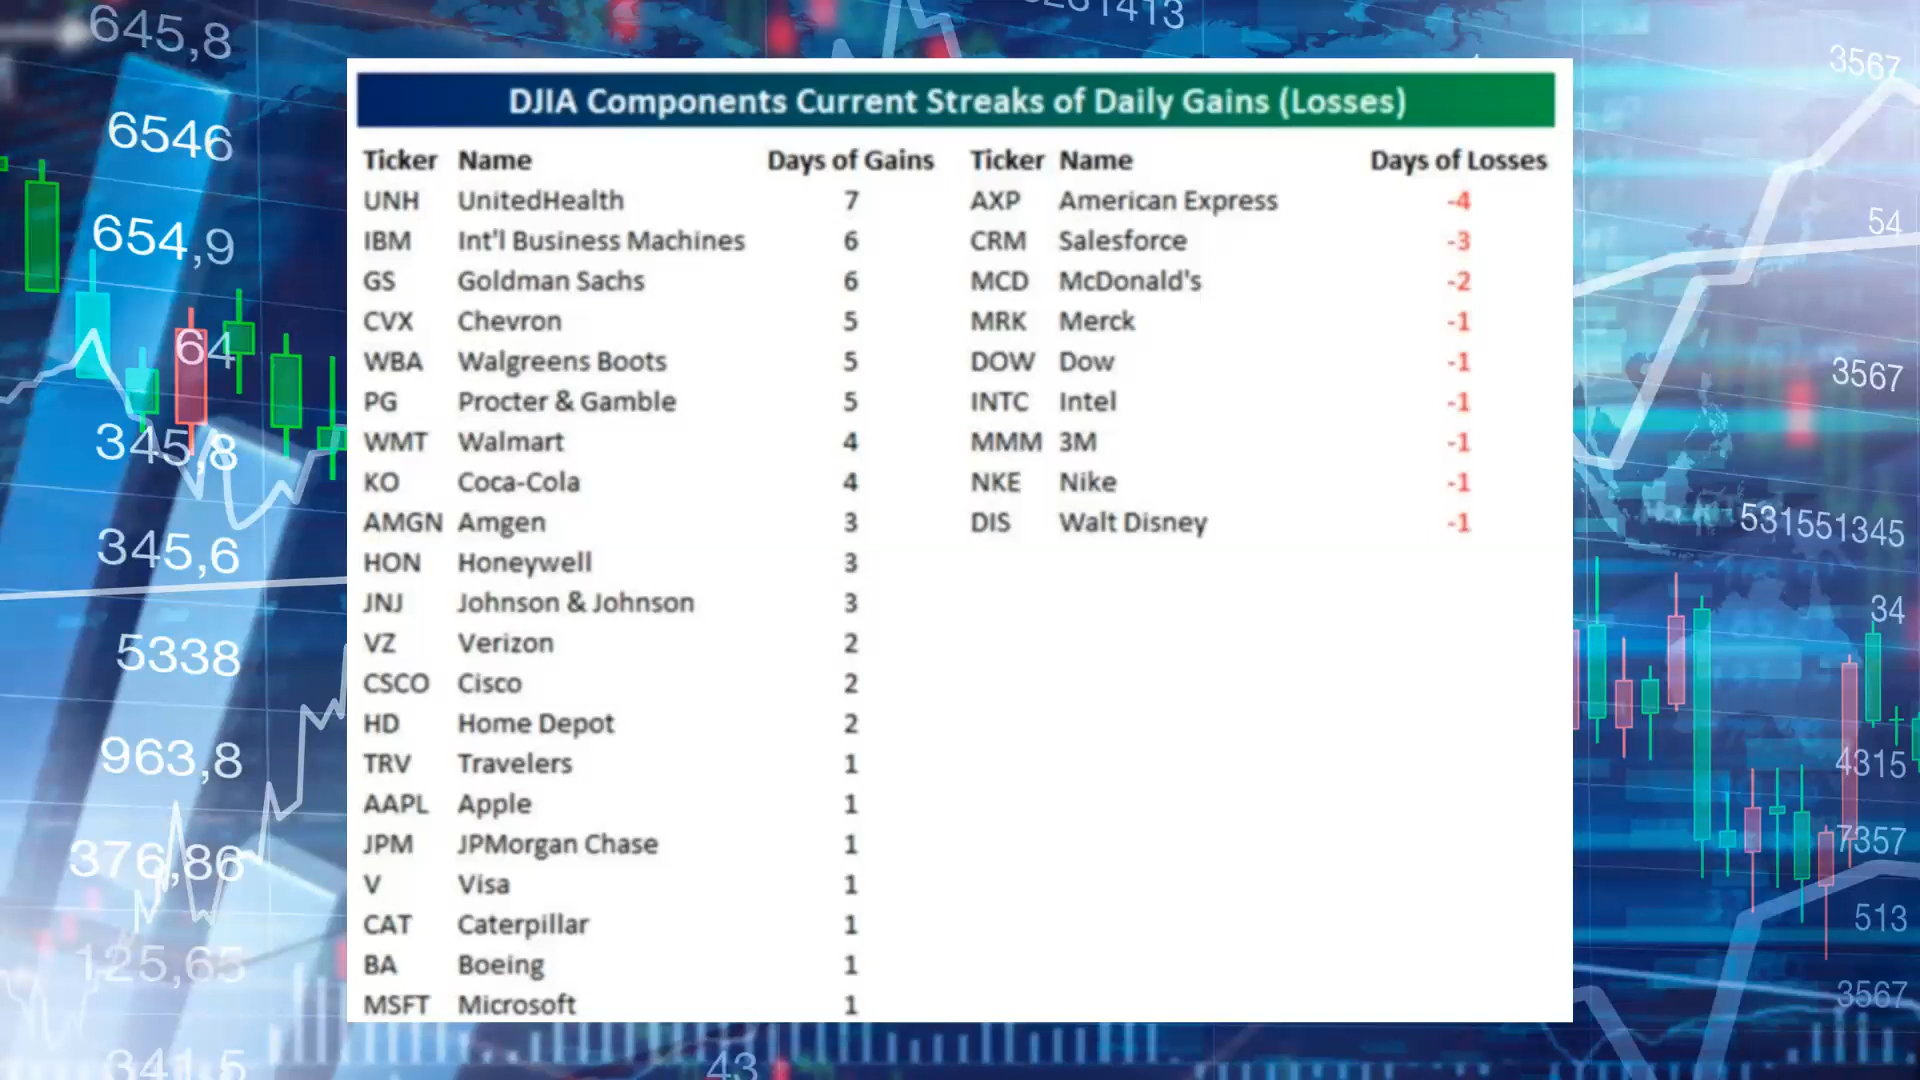 DJIA Components Current Streaks of Daily Gains (Losses)
Ticker Name Days of Gains Ticker Name Days of Losses
UNH UnitedHealth 7 AXP American Express -4
IBM Int'l Business Machines 6 CRM Salesforce -3
GS Goldman Sachs 6 MCD McDonald's -2
CVX Chevron 5 MRK Merck -1
WBA Walgreens Boots 5 DOW Dow -1
PG Procter & Gamble 5 INTC Intel -1
WMT Walmart 4 MMM 3M -1
KO Coca-Cola 4 NKE Nike -1
AMGN Amgen 3 DIS Walt Disney -1
HON Honeywell 3
JNJ Johnson & Johnson 3
VZ Verizon 2
CSCO Cisco 2
HD Home Depot 2
TRV Travelers 1
AAPL Apple 1
JPM JPMorgan Chase 1
V Visa 1
CAT Caterpillar 1
BA Boeing 1
MSFT Microsoft 1
645,8
6546
654,9
64
345,8
345,6
5338
963,8
376,86
125,65
341,5
43
3567
54
3567
531551345
34
4315
7357
513
3567